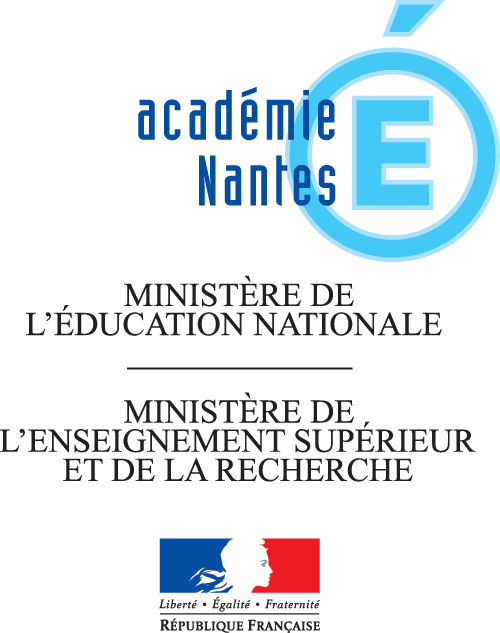 académie
Nantes
É
MINISTÈRE DE
L'ÉDUCATION NATIONALE
MINISTÈRE DE
L'ENSEIGNEMENT SUPÉRIEUR
ET DE LA RECHERCHE
Liberté • Égalité • Fraternité
RÉPUBLIQUE FRANÇAISE